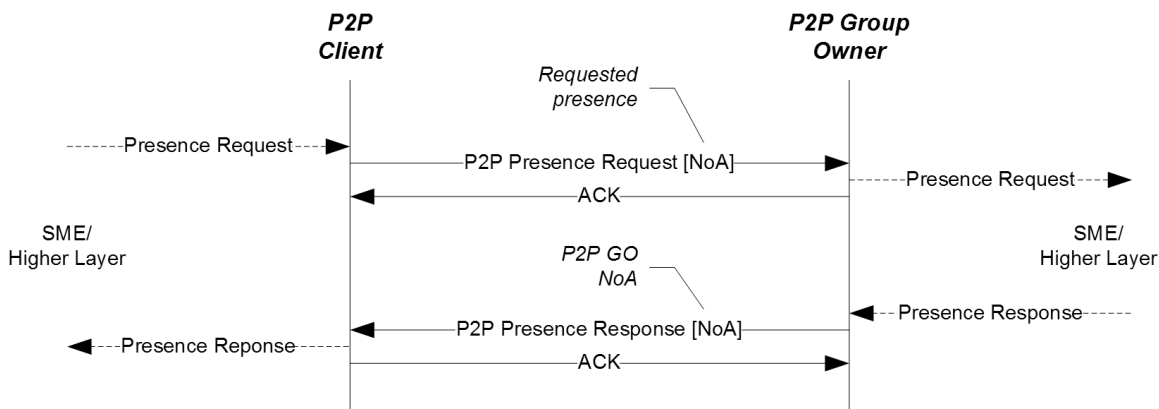 P2P
Client
P2P Group
Owner
Requested
presence
Presence Request
P2P Presence Request [NoA]
Presence Request
ACK
SME/
Higher Layer
SME/
Higher Layer
P2P GO
NoA
Presence Response
P2P Presence Response [NoA]
Presence Reponse
ACK